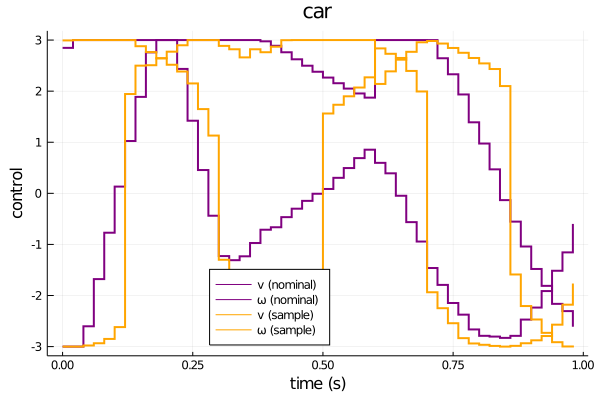 car
control
3
2
1
0
-1
-2
-3
v (nominal)
ω (nominal)
v (sample)
ω (sample)
0.00
0.25
0.50
0.75
1.00
time (s)